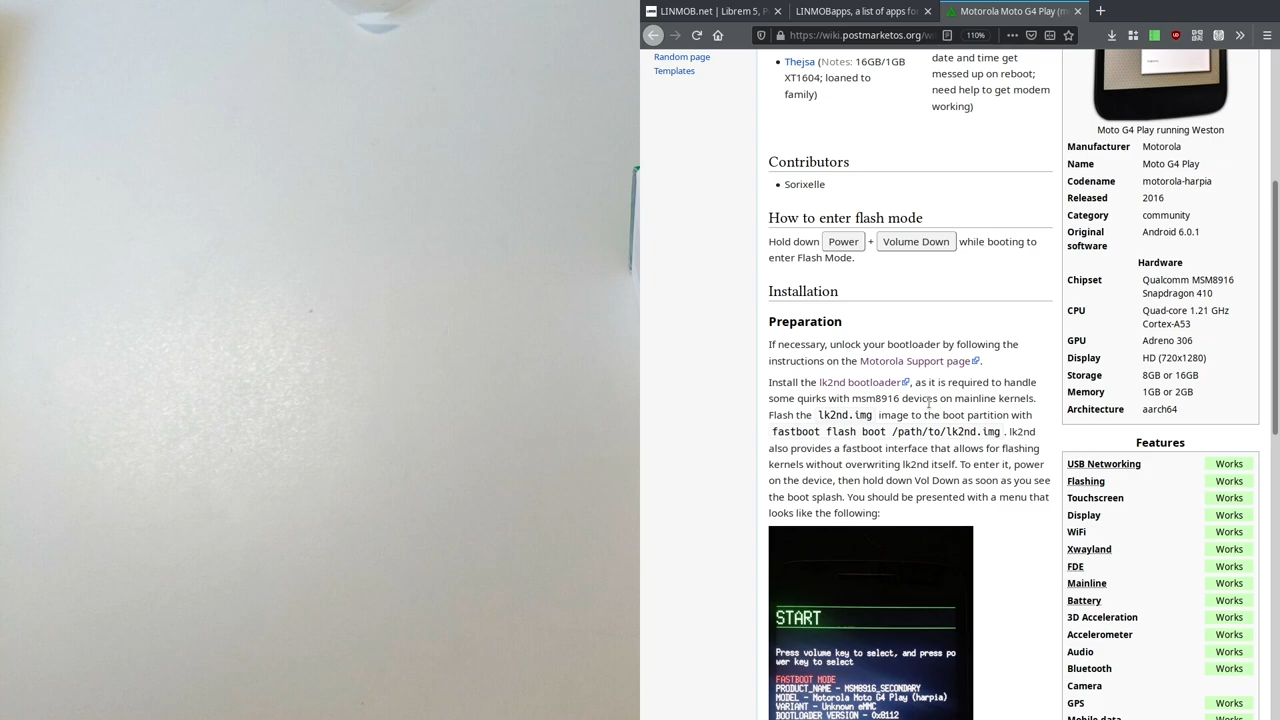 LINMOB.net | Librem 5, P
LINMOBapps, a list of apps fo
Motorola Moto G4 Play (m
https://wiki.postmarketos.org/w
110%
Random page
Templates
Thejsa (Notes: 16GB/1GB
XT1604; loaned to
family)
date and time get
messed up on reboot;
need help to get modem
working)
Contributors
Sorixelle
How to enter flash mode
Hold down Power + Volume Down while booting to
enter Flash Mode.
Installation
Preparation
If necessary, unlock your bootloader by following the
instructions on the Motorola Support page.
Install the lk2nd bootloader, as it is required to handle
some quirks with msm8916 devices on mainline kernels.
Flash the lk2nd.img image to the boot partition with
fastboot flash boot /path/to/lk2nd.img. lk2nd
also provides a fastboot interface that allows for flashing
kernels without overwriting lk2nd itself. To enter it, power
on the device, then hold down Vol Down as soon as you see
the boot splash. You should be presented with a menu that
looks like the following:
START
Press volume key to select, and press po
wer key to select
FASTBOOT MODE
PRODUCT_NAME - MSM8916_SECONDARY
MODEL - Motorola Moto G4 Play (harpia)
VARIANT - Unknown eMMC
BOOTLOADER VERSION - 0x8112
Moto G4 Play running Weston
Manufacturer Motorola
Name Moto G4 Play
Codename motorola-harpia
Released 2016
Category community
Original Android 6.0.1
software
Hardware
Chipset Qualcomm MSM8916
Snapdragon 410
CPU Quad-core 1.21 GHz
Cortex-A53
GPU Adreno 306
Display HD (720x1280)
Storage 8GB or 16GB
Memory 1GB or 2GB
Architecture aarch64
Features
USB Networking Works
Flashing Works
Touchscreen Works
Display Works
WiFi Works
Xwayland Works
FDE Works
Mainline Works
Battery Works
3D Acceleration Works
Accelerometer Works
Audio Works
Bluetooth Works
Camera
GPS Works
Mobile data Works